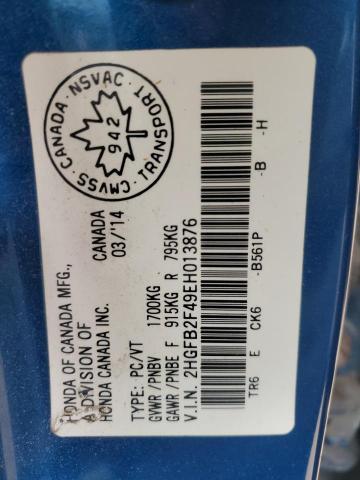 HONDA OF CANADA MFG.,
A DIVISION OF
HONDA CANADA INC.
CANADA
03/'14
CMVSS · CANADA · NSVAC · TRANSPORT
942
TYPE: PC/VT
GVWR/PNBV 1700KG
GAWR/PNBE F 915KG R 795KG
V.I.N. 2HGFB2F49EH013876
TR6 E CK6 -B561P -B -H